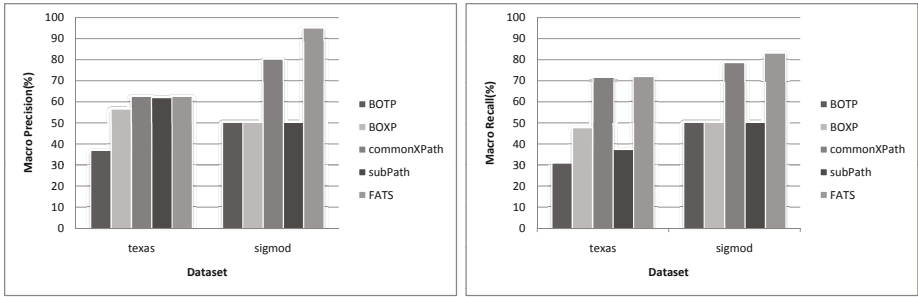 100
90
80
70
60
50
40
30
20
10
0
Macro Precision(%)
texas
sigmod
Dataset
BOTP
BOXP
commonXPath
subPath
FATS
100
90
80
70
60
50
40
30
20
10
0
Macro Recall(%)
texas
sigmod
Dataset
BOTP
BOXP
commonXPath
subPath
FATS